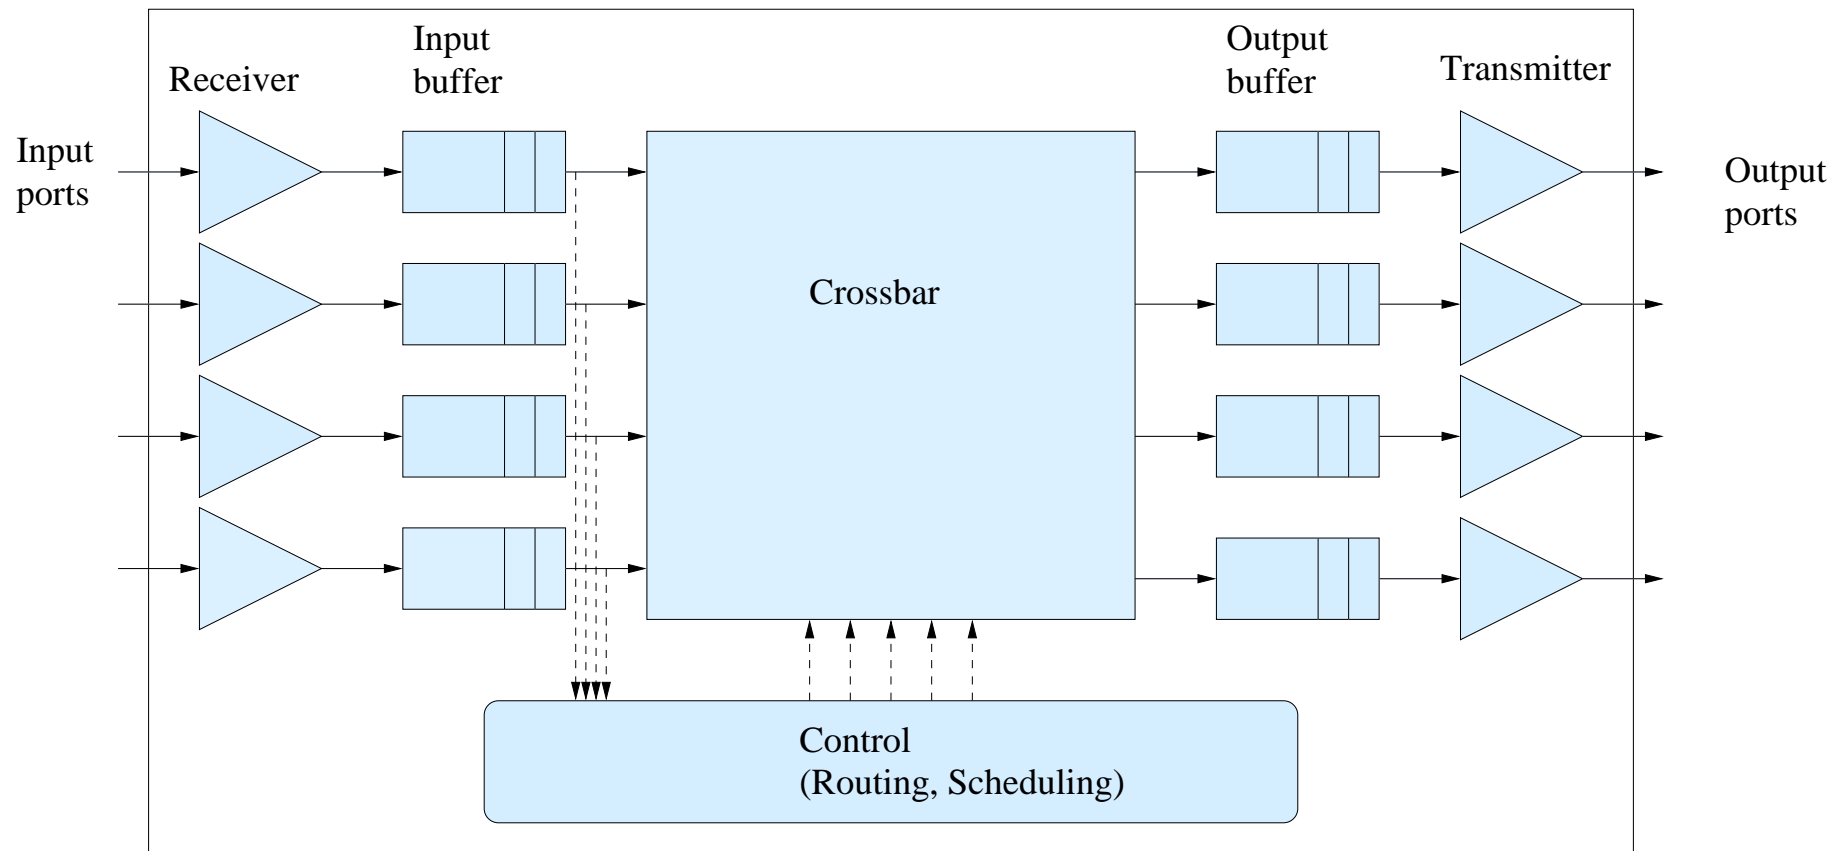 Input
buffer
Output
buffer
Receiver
Transmitter
Input
ports
Output
ports
Crossbar
Control
(Routing, Scheduling)